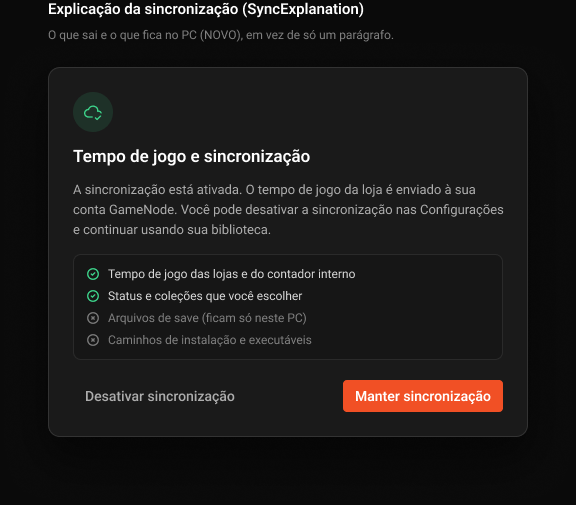 Explicação da sincronização (SyncExplanation)
O que sai e o que fica no PC (NOVO), em vez de só um parágrafo.
Tempo de jogo e sincronização
A sincronização está ativada. O tempo de jogo da loja é enviado à sua
conta GameNode. Você pode desativar a sincronização nas Configurações
e continuar usando sua biblioteca.
Tempo de jogo das lojas e do contador interno
Status e coleções que você escolher
Arquivos de save (ficam só neste PC)
Caminhos de instalação e executáveis
Desativar sincronização
Manter sincronização